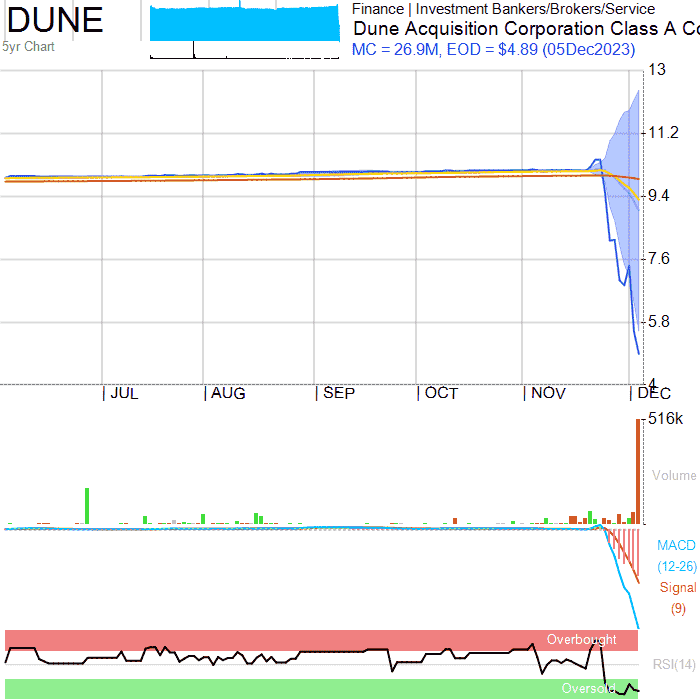 DUNE
5yr Chart
Finance | Investment Bankers/Brokers/Service
Dune Acquisition Corporation Class A Co
MC = 26.9M, EOD = $4.89 (05Dec2023)
13
11.2
9.4
7.6
5.8
4
| JUL | AUG | SEP | OCT | NOV | DEC
516k
Volume
MACD
(12-26)
Signal
(9)
Overbought
RSI(14)
Oversold